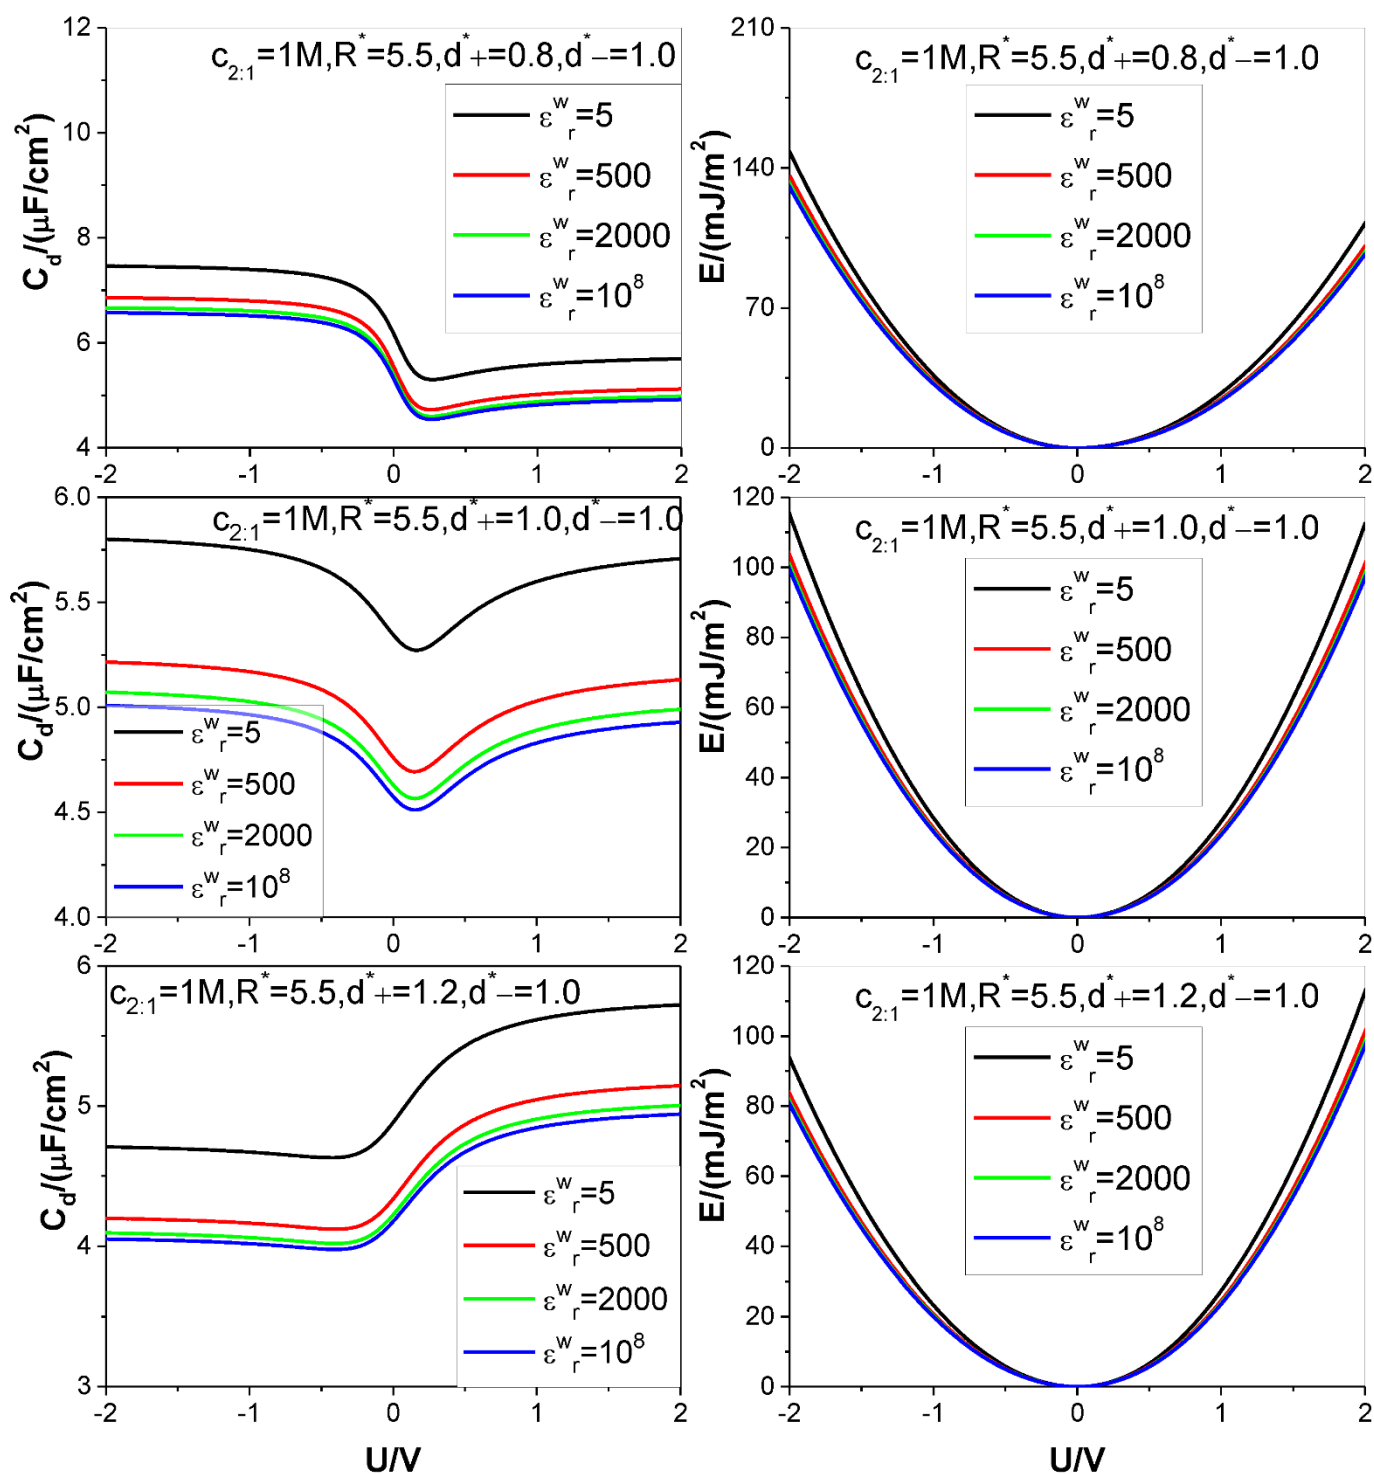 c₂:₁=1M,R*=5.5,d*+=0.8,d*−=1.0
εʷᵣ=5
εʷᵣ=500
εʷᵣ=2000
εʷᵣ=10⁸
C_d/(μF/cm²)
12
10
8
6
4
-2
-1
0
1
2
c₂:₁=1M,R*=5.5,d*+=0.8,d*−=1.0
εʷᵣ=5
εʷᵣ=500
εʷᵣ=2000
εʷᵣ=10⁸
E/(mJ/m²)
210
140
70
0
-2
-1
0
1
2
c₂:₁=1M,R*=5.5,d*+=1.0,d*−=1.0
εʷᵣ=5
εʷᵣ=500
εʷᵣ=2000
εʷᵣ=10⁸
C_d/(μF/cm²)
6.0
5.5
5.0
4.5
4.0
-2
-1
0
1
2
c₂:₁=1M,R*=5.5,d*+=1.0,d*−=1.0
εʷᵣ=5
εʷᵣ=500
εʷᵣ=2000
εʷᵣ=10⁸
E/(mJ/m²)
120
100
80
60
40
20
0
-2
-1
0
1
2
c₂:₁=1M,R*=5.5,d*+=1.2,d*−=1.0
εʷᵣ=5
εʷᵣ=500
εʷᵣ=2000
εʷᵣ=10⁸
C_d/(μF/cm²)
6
5
4
3
-2
-1
0
1
2
U/V
c₂:₁=1M,R*=5.5,d*+=1.2,d*−=1.0
εʷᵣ=5
εʷᵣ=500
εʷᵣ=2000
εʷᵣ=10⁸
E/(mJ/m²)
120
100
80
60
40
20
0
-2
-1
0
1
2
U/V